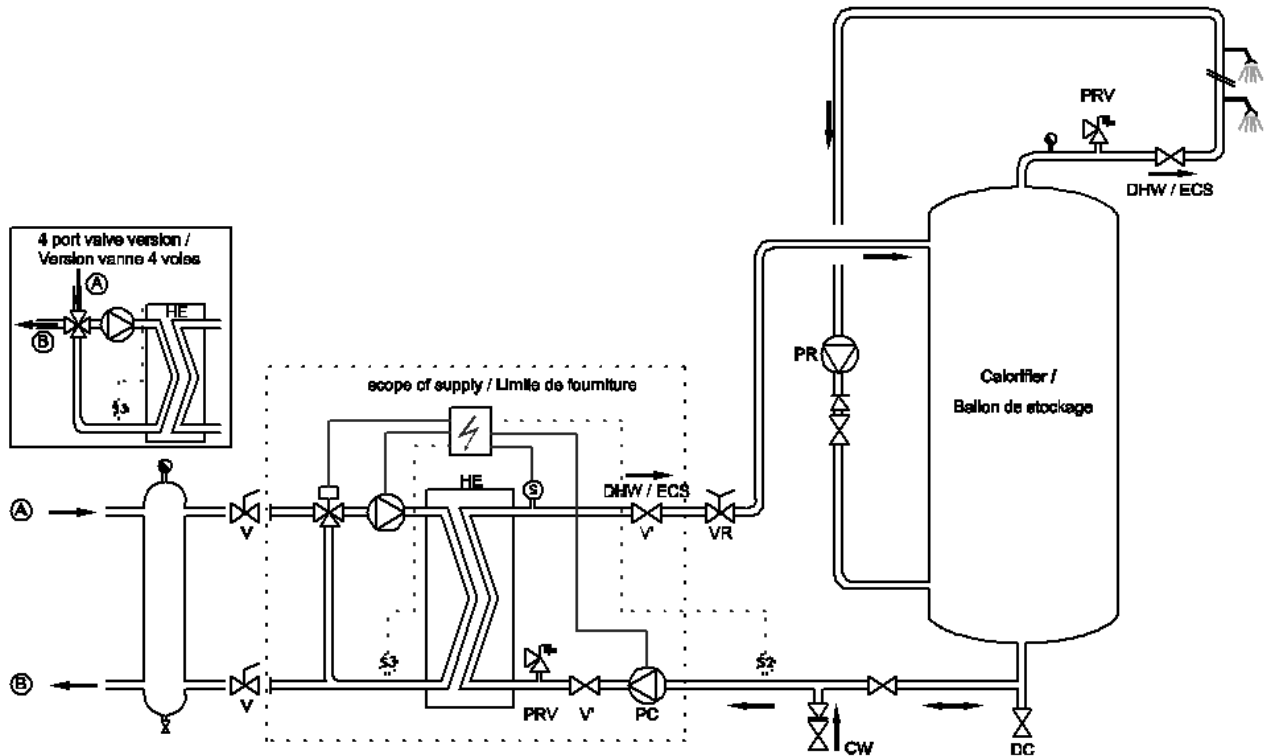 PRV
DHW / ECS
4 port valve version /
Version vanne 4 voies
A
HE
B
S3
PR
Calorifier /
Ballon de stockage
scope of supply / Limite de fourniture
HE
S
DHW / ECS
A
V
V'
VR
S3
S2
B
V
PRV
V'
PC
CW
DC